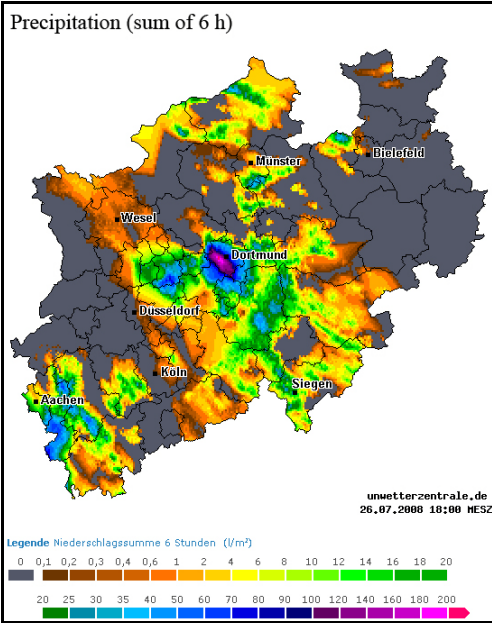 Precipitation (sum of 6 h)
Münster
Bielefeld
Wesel
Dortmund
Düsseldorf
Köln
Siegen
Aachen
unwetterzentrale.de
26.07.2008 18:00 MESZ
Legende Niederschlagssumme 6 Stunden (l/m²)
0 0,1 0,2 0,3 0,4 0,6 1 2 4 6 8 10 12 14 16 18 20
20 25 30 35 40 50 60 70 80 90 100 120 140 160 180 200